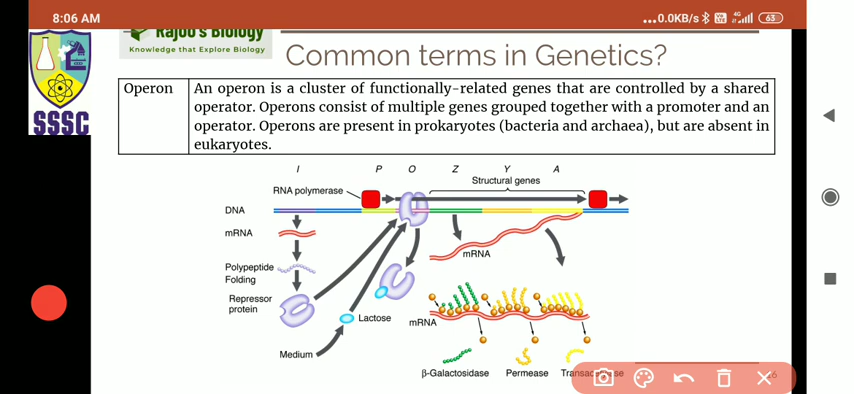 8:06 AM
...0.0KB/s
4G
63
Rajoo's Biology
Knowledge that Explore Biology
SSSC
Common terms in Genetics?
Operon
An operon is a cluster of functionally-related genes that are controlled by a shared
operator. Operons consist of multiple genes grouped together with a promoter and an
operator. Operons are present in prokaryotes (bacteria and archaea), but are absent in
eukaryotes.
I P O Z Y A
Structural genes
RNA polymerase
DNA
mRNA
mRNA
Polypeptide
Folding
Repressor
protein
Lactose
mRNA
Medium
β-Galactosidase Permease